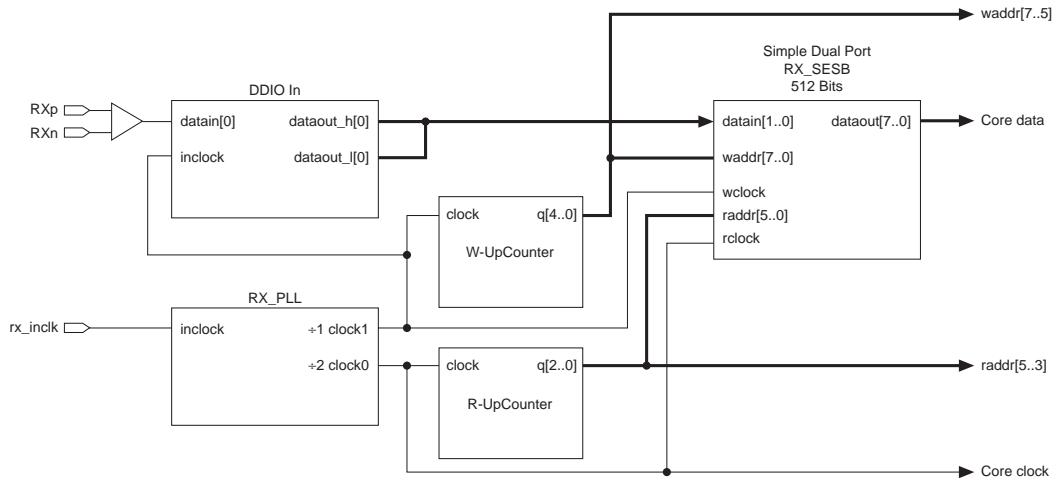 waddr[7..5]
Simple Dual Port
RX_SESB
512 Bits
DDIO In
RXp
RXn
datain[0]
dataout_h[0]
inclock
dataout_l[0]
datain[1..0]
dataout[7..0]
Core data
waddr[7..0]
wclock
raddr[5..0]
rclock
clock
q[4..0]
W-UpCounter
RX_PLL
rx_inclk
inclock
÷1 clock1
÷2 clock0
clock
q[2..0]
R-UpCounter
raddr[5..3]
Core clock